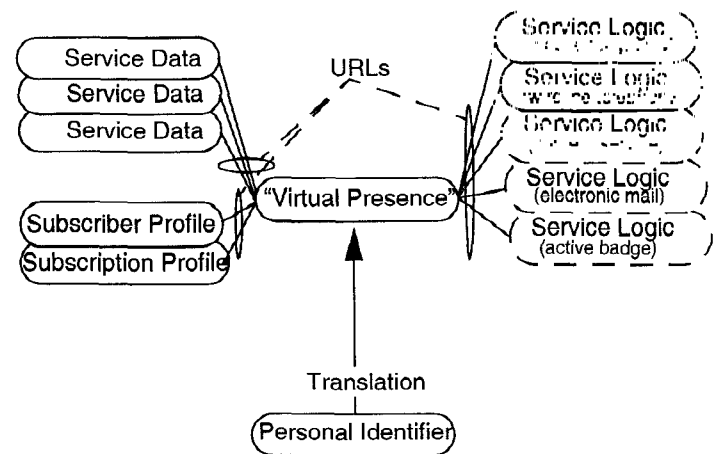 Service Data
Service Data
Service Data
URLs
Service Logic
Service Logic
Service Logic
Service Logic
(electronic mail)
Service Logic
(active badge)
"Virtual Presence"
Subscriber Profile
Subscription Profile
Translation
Personal Identifier